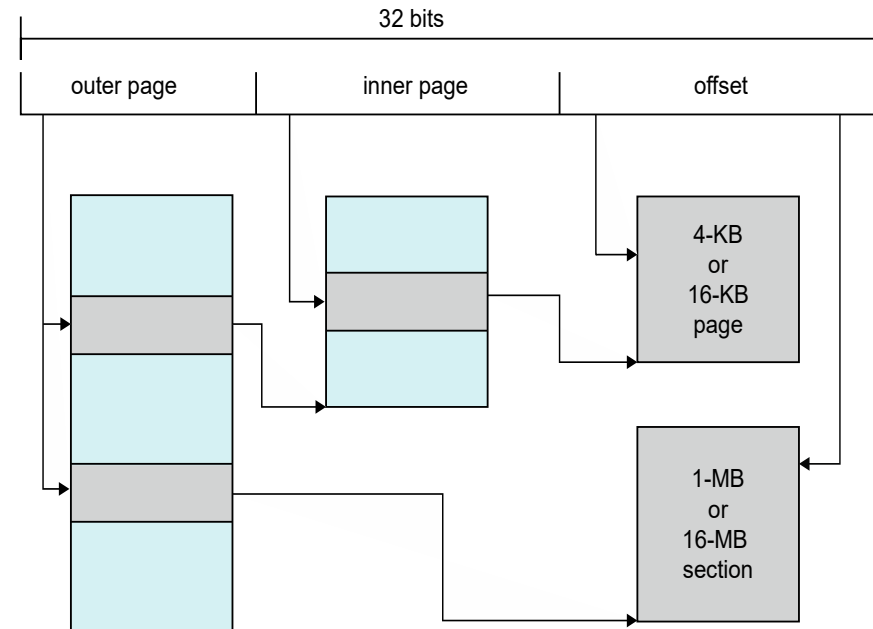 32 bits
outer page
inner page
offset
4-KB
or
16-KB
page
1-MB
or
16-MB
section